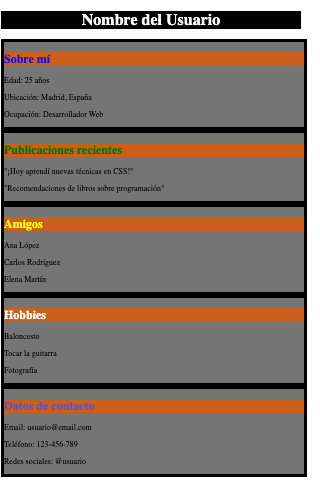 Nombre del Usuario
Sobre mí
Edad: 25 años
Ubicación: Madrid, España
Ocupación: Desarrollador Web
Publicaciones recientes
"¡Hoy aprendí nuevas técnicas en CSS!"
"Recomendaciones de libros sobre programación"
Amigos
Ana López
Carlos Rodríguez
Elena Martín
Hobbies
Baloncesto
Tocar la guitarra
Fotografía
Datos de contacto
Email: usuario@email.com
Teléfono: 123-456-789
Redes sociales: @usuario